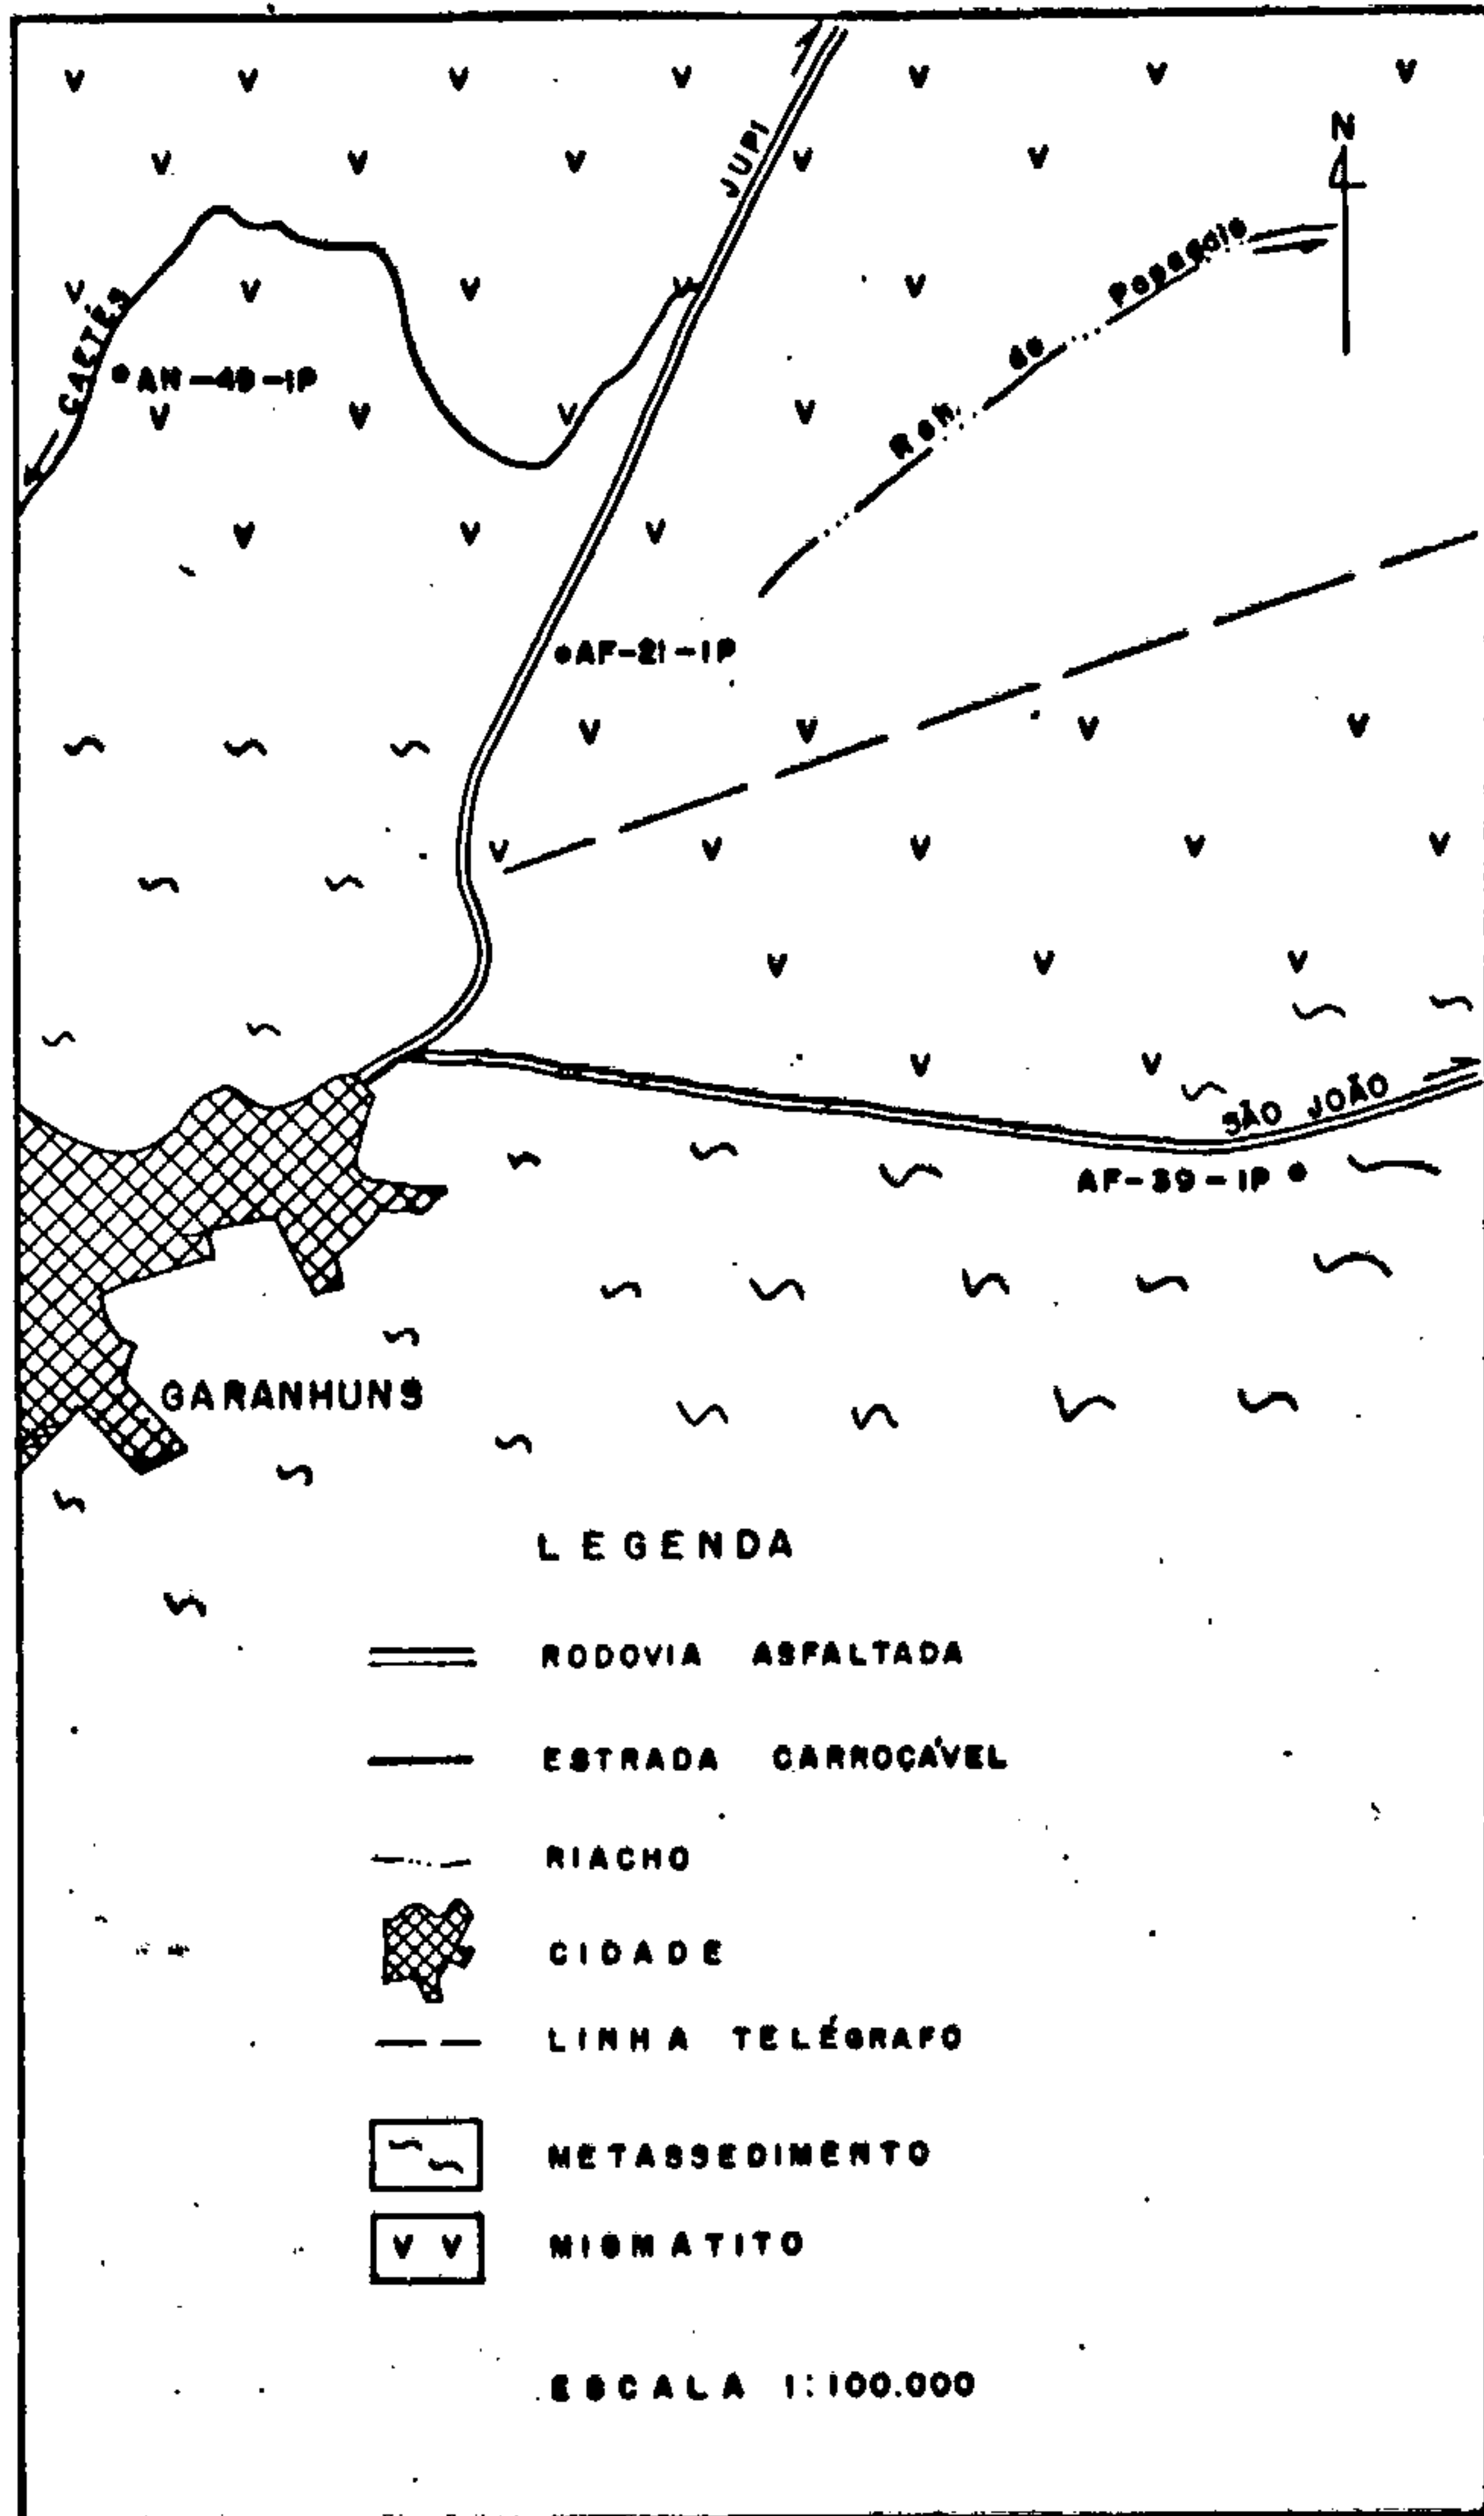 N
JUPI
CAETÉS
Papagaio
AN-49-IP
do
AF-21-IP
SÃO JOÃO
AF-39-IP
GARANHUNS
LEGENDA
RODOVIA ASFALTADA
ESTRADA CARROÇÁVEL
RIACHO
CIDADE
LINHA TELÉGRAFO
METASSEDIMENTO
MIGMATITO
ESCALA 1:100.000